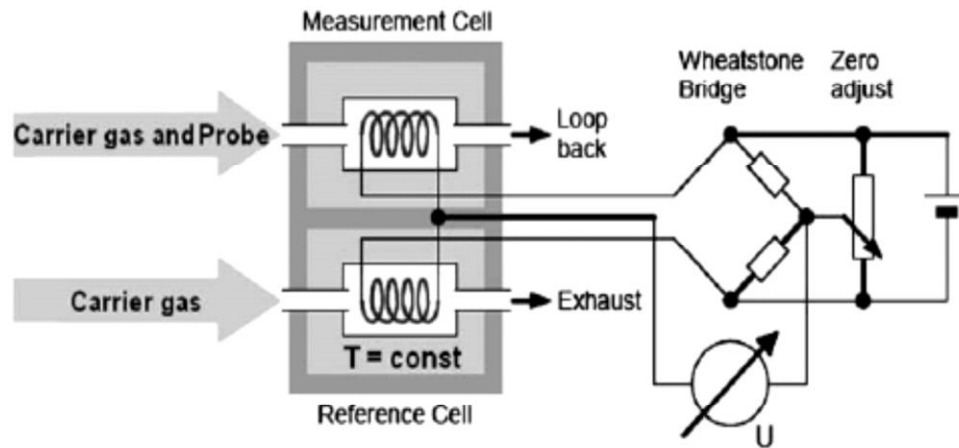 Measurement Cell
Wheatstone
Bridge
Zero
adjust
Carrier gas and Probe
Loop
back
Carrier gas
Exhaust
T = const
Reference Cell
U